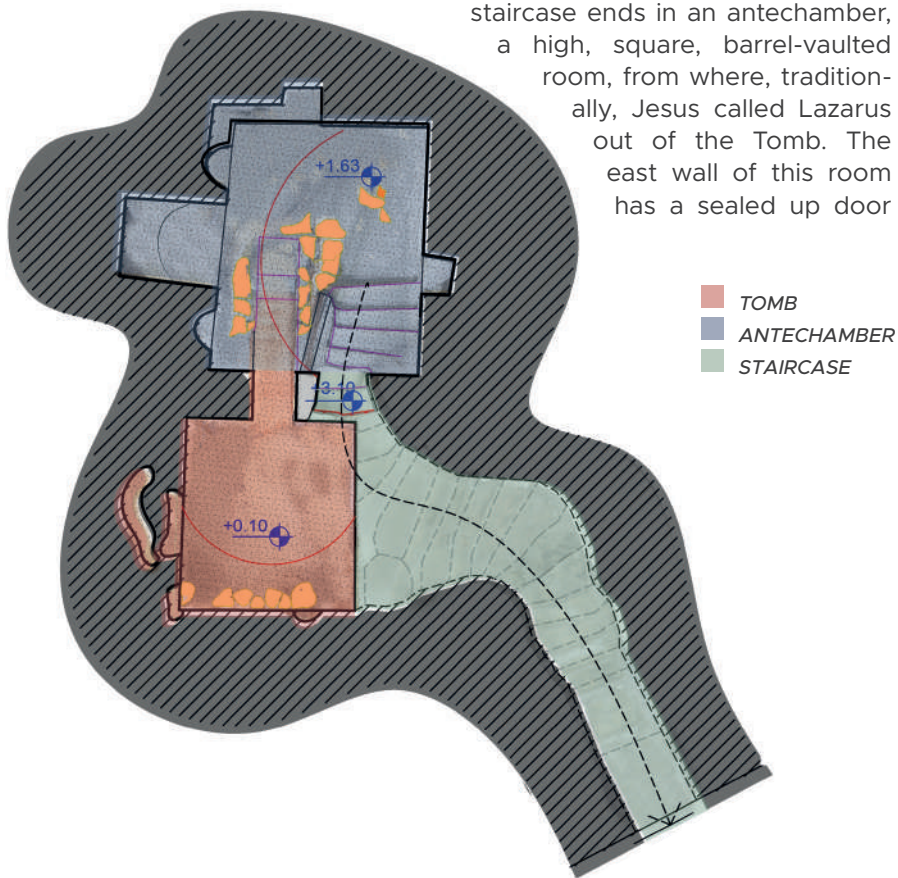 staircase ends in an antechamber,
a high, square, barrel-vaulted
room, from where, tradition-
ally, Jesus called Lazarus
out of the Tomb. The
east wall of this room
has a sealed up door
+1.63
TOMB
ANTECHAMBER
STAIRCASE
+3.10
+0.10